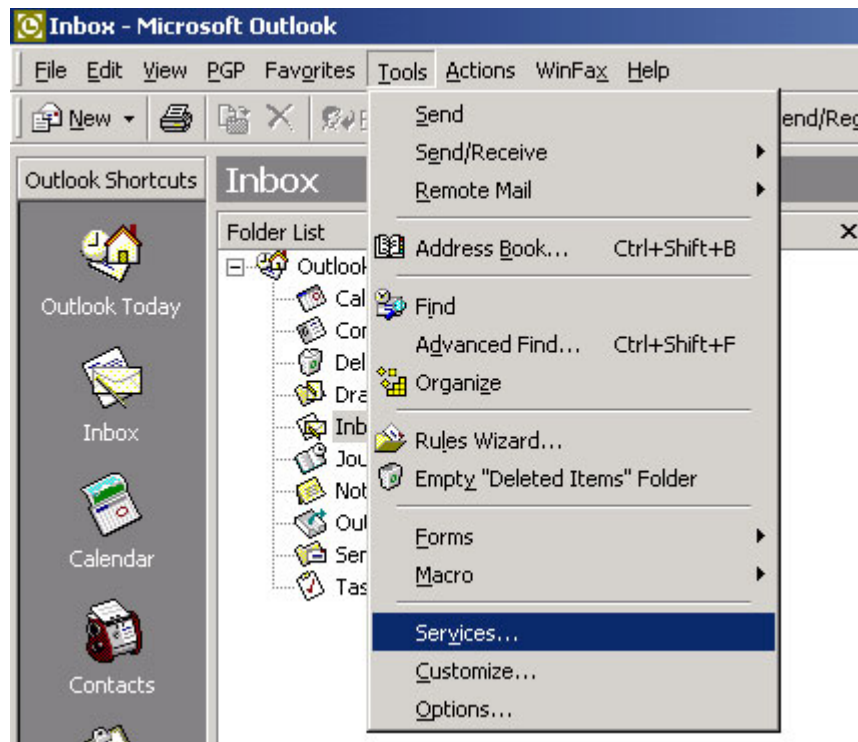 Inbox - Microsoft Outlook
File Edit View PGP Favorites Tools Actions WinFax Help
New end/Rec
Outlook Shortcuts
Inbox
Folder List
Outlook
Cal
Con
Del
Dra
Inb
Jou
Not
Out
Sen
Tas
Outlook Today
Inbox
Calendar
Contacts
Send
Send/Receive
Remote Mail
Address Book... Ctrl+Shift+B
Find
Advanced Find... Ctrl+Shift+F
Organize
Rules Wizard...
Empty "Deleted Items" Folder
Forms
Macro
Services...
Customize...
Options...